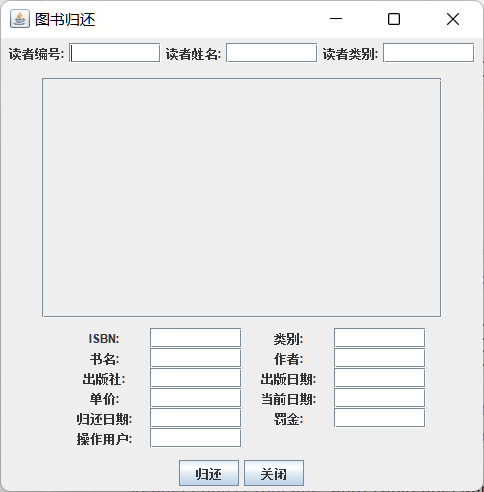 图书归还
读者编号: 读者姓名: 读者类别:
ISBN: 类别:
书名: 作者:
出版社: 出版日期:
单价: 当前日期:
归还日期: 罚金:
操作用户:
归还 关闭